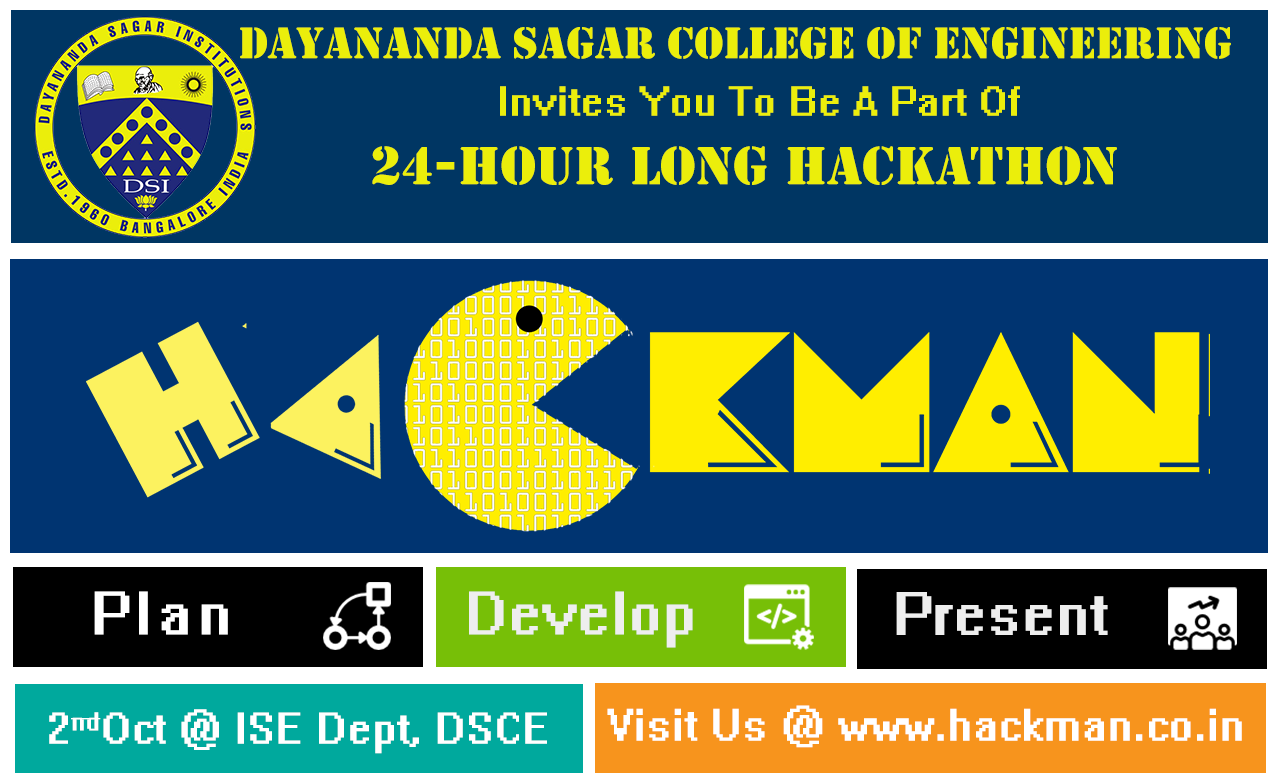 DAYANANDA SAGAR INSTITUTIONS
ESTD.1960 BANGALORE INDIA
DSI
DAYANANDA SAGAR COLLEGE OF ENGINEERING
Invites You To Be A Part Of
24-HOUR LONG HACKATHON
HACKMAN
Plan
Develop
</>
Present
2ndOct @ ISE Dept, DSCE
Visit Us @ www.hackman.co.in